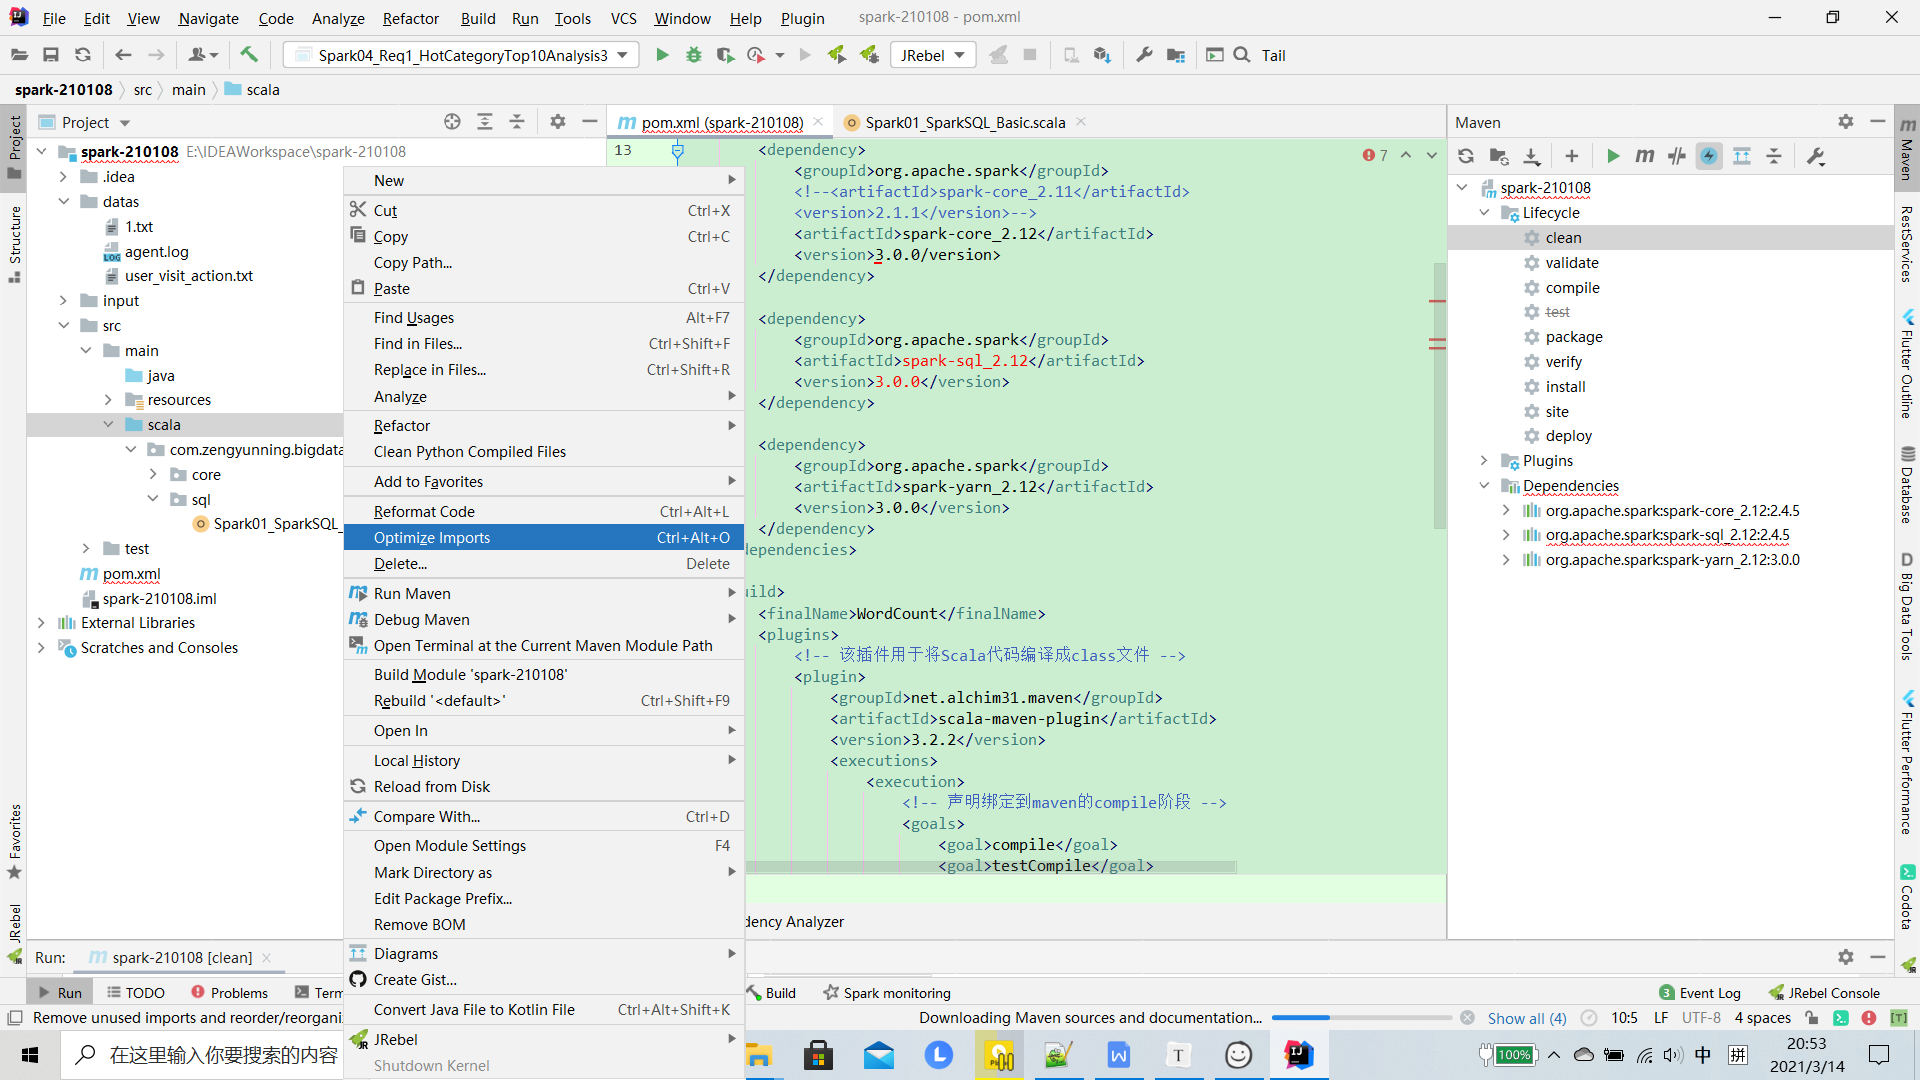 File Edit View Navigate Code Analyze Refactor Build Run Tools VCS Window Help Plugin spark-210108 - pom.xml
Spark04_Req1_HotCategoryTop10Analysis3 JRebel Tail
spark-210108 src main scala
Project
pom.xml (spark-210108) Spark01_SparkSQL_Basic.scala
Maven
Project
Structure
Favorites
JRebel
spark-210108 E:\IDEAWorkspace\spark-210108
.idea
datas
1.txt
agent.log
user_visit_action.txt
input
src
main
java
resources
scala
com.zengyunning.bigdata
core
sql
Spark01_SparkSQL_
test
pom.xml
spark-210108.iml
External Libraries
Scratches and Consoles
New
Cut Ctrl+X
Copy Ctrl+C
Copy Path...
Paste Ctrl+V
Find Usages Alt+F7
Find in Files... Ctrl+Shift+F
Replace in Files... Ctrl+Shift+R
Analyze
Refactor
Clean Python Compiled Files
Add to Favorites
Reformat Code Ctrl+Alt+L
Optimize Imports Ctrl+Alt+O
Delete... Delete
Run Maven
Debug Maven
Open Terminal at the Current Maven Module Path
Build Module 'spark-210108'
Rebuild '<default>' Ctrl+Shift+F9
Open In
Local History
Reload from Disk
Compare With... Ctrl+D
Open Module Settings F4
Mark Directory as
Edit Package Prefix...
Remove BOM
Diagrams
Create Gist...
Convert Java File to Kotlin File Ctrl+Alt+Shift+K
JRebel
Shutdown Kernel
13
7
<dependency>
<groupId>org.apache.spark</groupId>
<!--<artifactId>spark-core_2.11</artifactId>
<version>2.1.1</version>-->
<artifactId>spark-core_2.12</artifactId>
<version>3.0.0/version>
</dependency>
<dependency>
<groupId>org.apache.spark</groupId>
<artifactId>spark-sql_2.12</artifactId>
<version>3.0.0</version>
</dependency>
<dependency>
<groupId>org.apache.spark</groupId>
<artifactId>spark-yarn_2.12</artifactId>
<version>3.0.0</version>
</dependency>
dependencies>
uild>
<finalName>WordCount</finalName>
<plugins>
<!-- 该插件用于将Scala代码编译成class文件 -->
<plugin>
<groupId>net.alchim31.maven</groupId>
<artifactId>scala-maven-plugin</artifactId>
<version>3.2.2</version>
<executions>
<execution>
<!-- 声明绑定到maven的compile阶段 -->
<goals>
<goal>compile</goal>
<goal>testCompile</goal>
dency Analyzer
spark-210108
Lifecycle
clean
validate
compile
test
package
verify
install
site
deploy
Plugins
Dependencies
org.apache.spark:spark-core_2.12:2.4.5
org.apache.spark:spark-sql_2.12:2.4.5
org.apache.spark:spark-yarn_2.12:3.0.0
Maven
RestServices
Flutter Outline
Database
Big Data Tools
Flutter Performance
Codota
Run: spark-210108 [clean]
Run TODO Problems Term Build Spark monitoring 3 Event Log JRebel Console
Remove unused imports and reorder/reorgani Downloading Maven sources and documentation... Show all (4) 10:5 LF UTF-8 4 spaces
在这里输入你要搜索的内容
100% 中 拼 20:53
2021/3/14